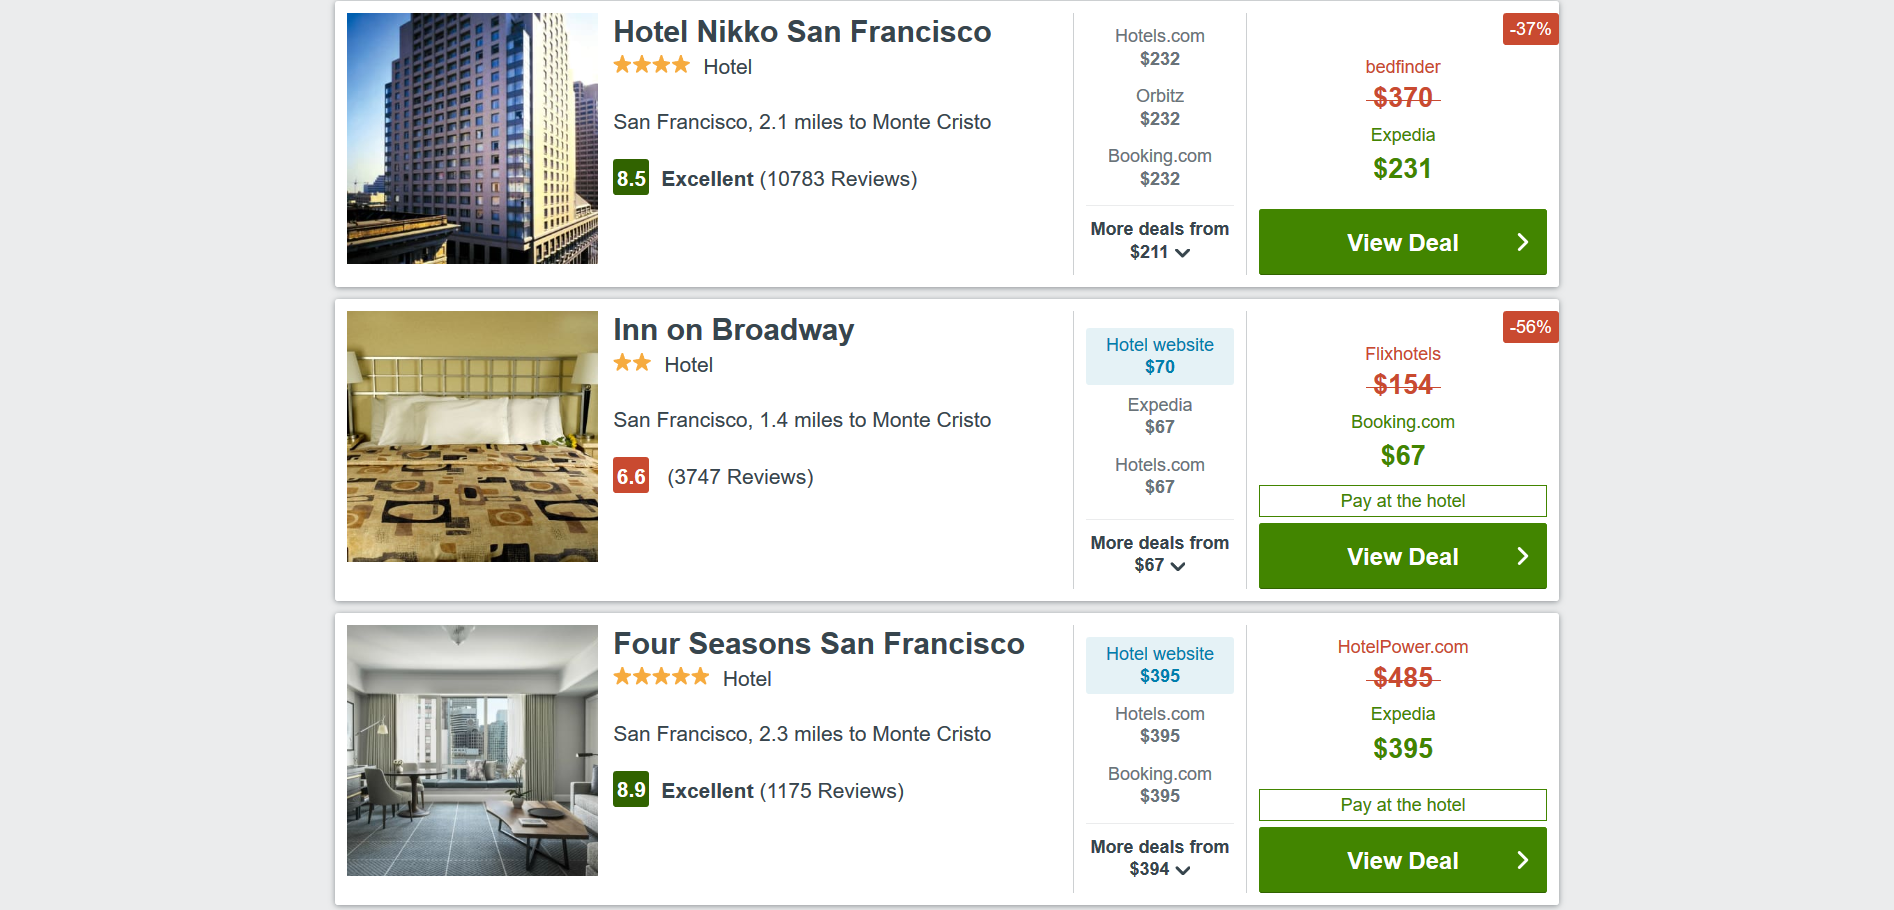 Hotel Nikko San Francisco
Hotel
San Francisco, 2.1 miles to Monte Cristo
8.5 Excellent (10783 Reviews)
Hotels.com
$232
Orbitz
$232
Booking.com
$232
More deals from
$211
-37%
bedfinder
$370
Expedia
$231
View Deal
Inn on Broadway
Hotel
San Francisco, 1.4 miles to Monte Cristo
6.6 (3747 Reviews)
Hotel website
$70
Expedia
$67
Hotels.com
$67
More deals from
$67
-56%
Flixhotels
$154
Booking.com
$67
Pay at the hotel
View Deal
Four Seasons San Francisco
Hotel
San Francisco, 2.3 miles to Monte Cristo
8.9 Excellent (1175 Reviews)
Hotel website
$395
Hotels.com
$395
Booking.com
$395
More deals from
$394
HotelPower.com
$485
Expedia
$395
Pay at the hotel
View Deal